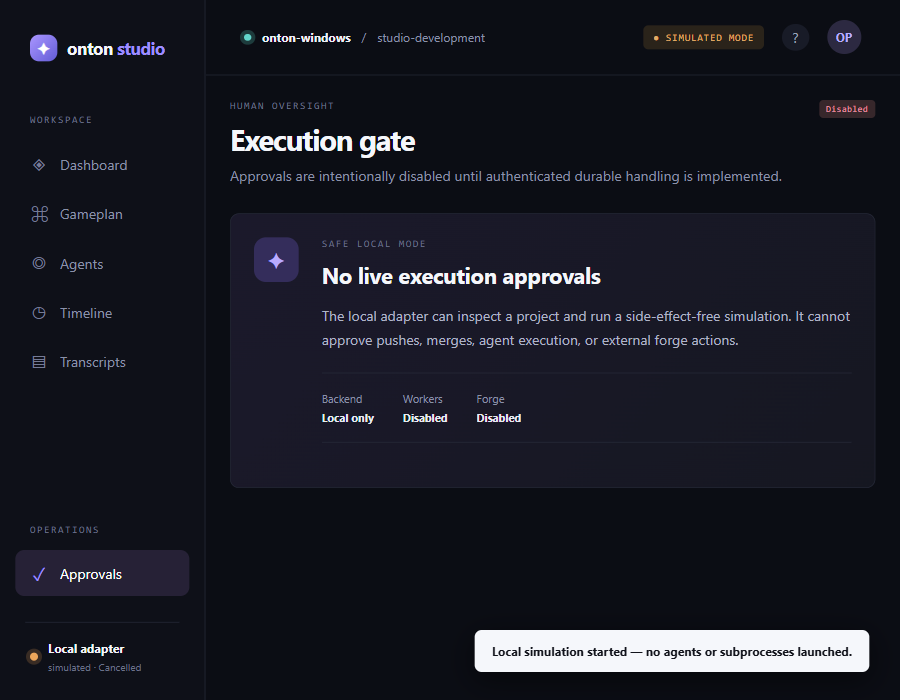 onton studio
WORKSPACE
Dashboard
Gameplan
Agents
Timeline
Transcripts
OPERATIONS
Approvals
Local adapter
simulated · Cancelled
onton-windows / studio-development
SIMULATED MODE
?
OP
HUMAN OVERSIGHT
Disabled
Execution gate
Approvals are intentionally disabled until authenticated durable handling is implemented.
SAFE LOCAL MODE
No live execution approvals
The local adapter can inspect a project and run a side-effect-free simulation. It cannot
approve pushes, merges, agent execution, or external forge actions.
Backend Workers Forge
Local only Disabled Disabled
Local simulation started — no agents or subprocesses launched.